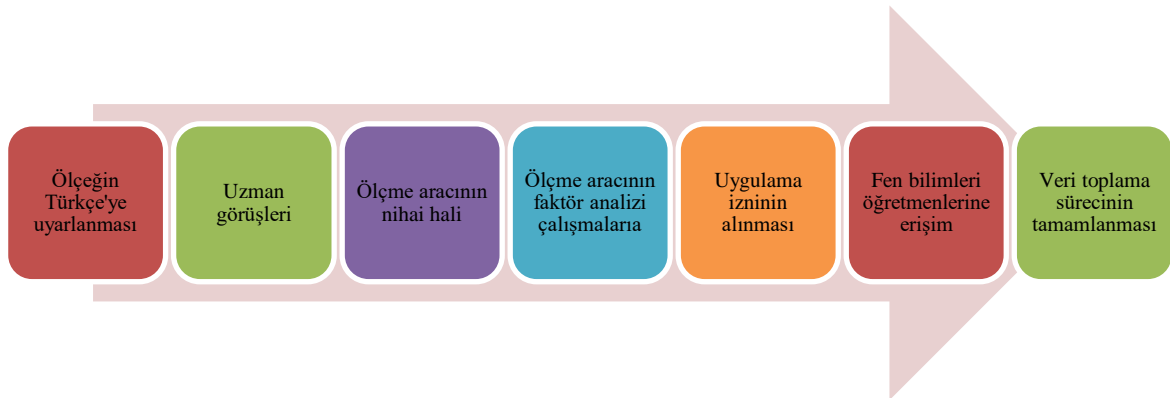 Ölçeğin
Türkçe'ye
uyarlanması
Uzman
görüşleri
Ölçme aracının
nihai hali
Ölçme aracının
faktör analizi
çalışmalarıa
Uygulama
izninin
alınması
Fen bilimleri
öğretmenlerine
erişim
Veri toplama
sürecinin
tamamlanması